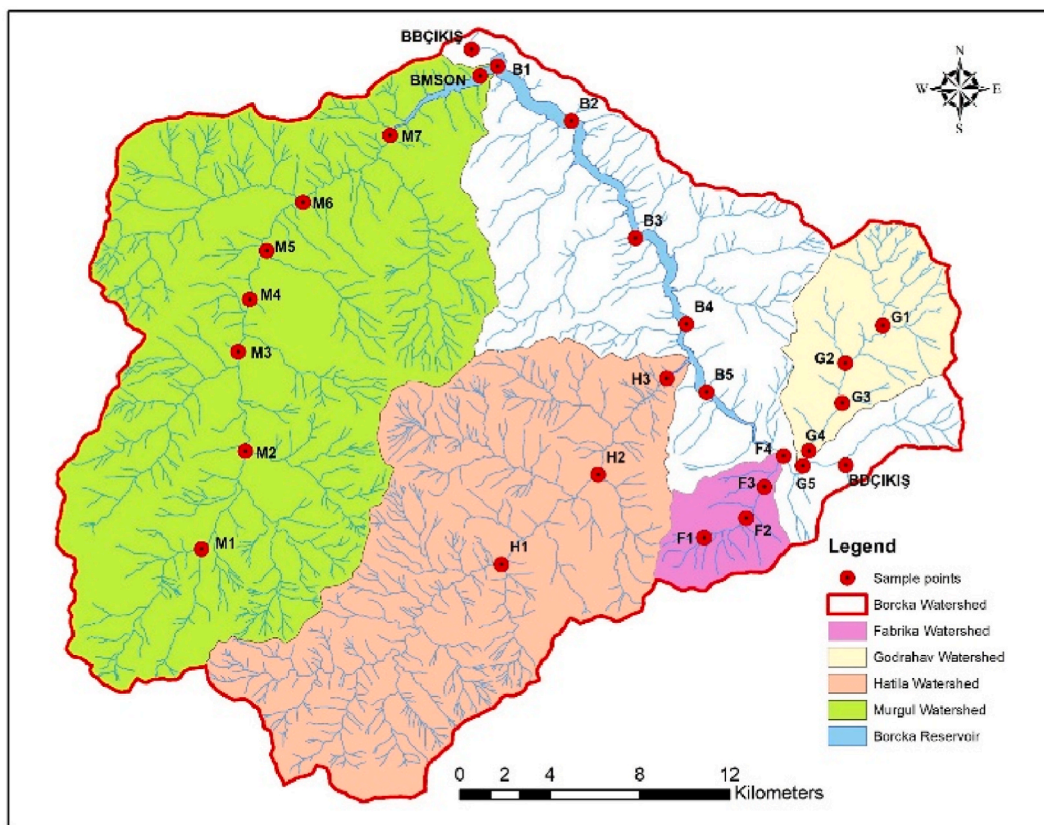 BBÇIKIŞ
N
B1
BMSON
W
E
B2
S
M7
M6
B3
M5
M4
B4
G1
M3
G2
H3
B5
G3
M2
G4
F4
H2
G5
BDÇIKIŞ
F3
F2
F1
M1
H1
Legend
Sample points
Borcka Watershed
Fabrika Watershed
Godrahav Watershed
Hatila Watershed
Murgul Watershed
Borcka Reservoir
0 2 4 8 12
Kilometers